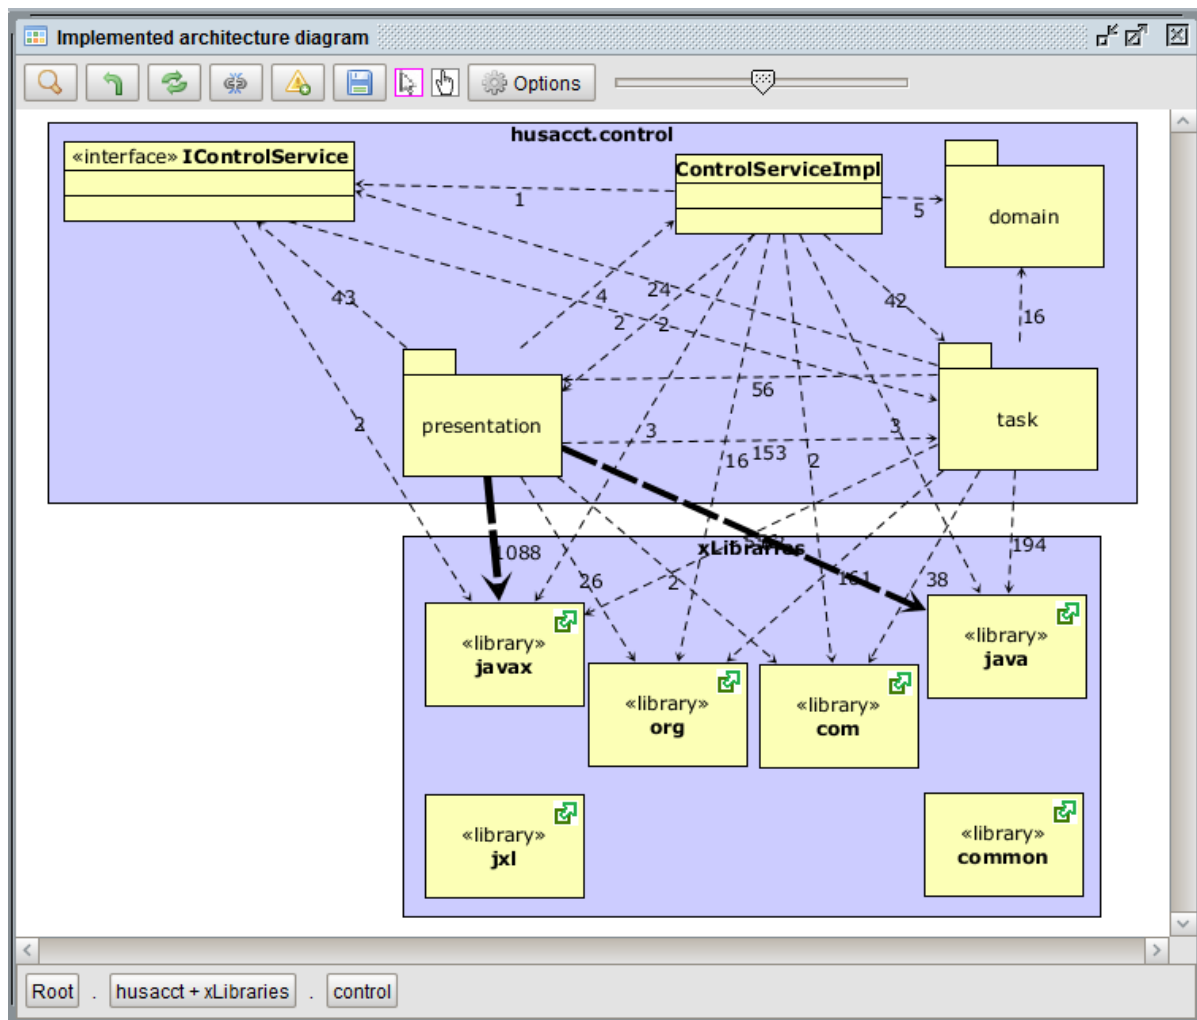 Implemented architecture diagram
Options
husacct.control
«interface» IControlService
ControlServiceImpl
domain
1
5
43
4
24
42
2
2
16
presentation
task
56
2
3
3
16
153
2
xLibraries
1088
194
26
2
161
38
«library»
javax
«library»
java
«library»
org
«library»
com
«library»
jxl
«library»
common
Root . husacct + xLibraries . control